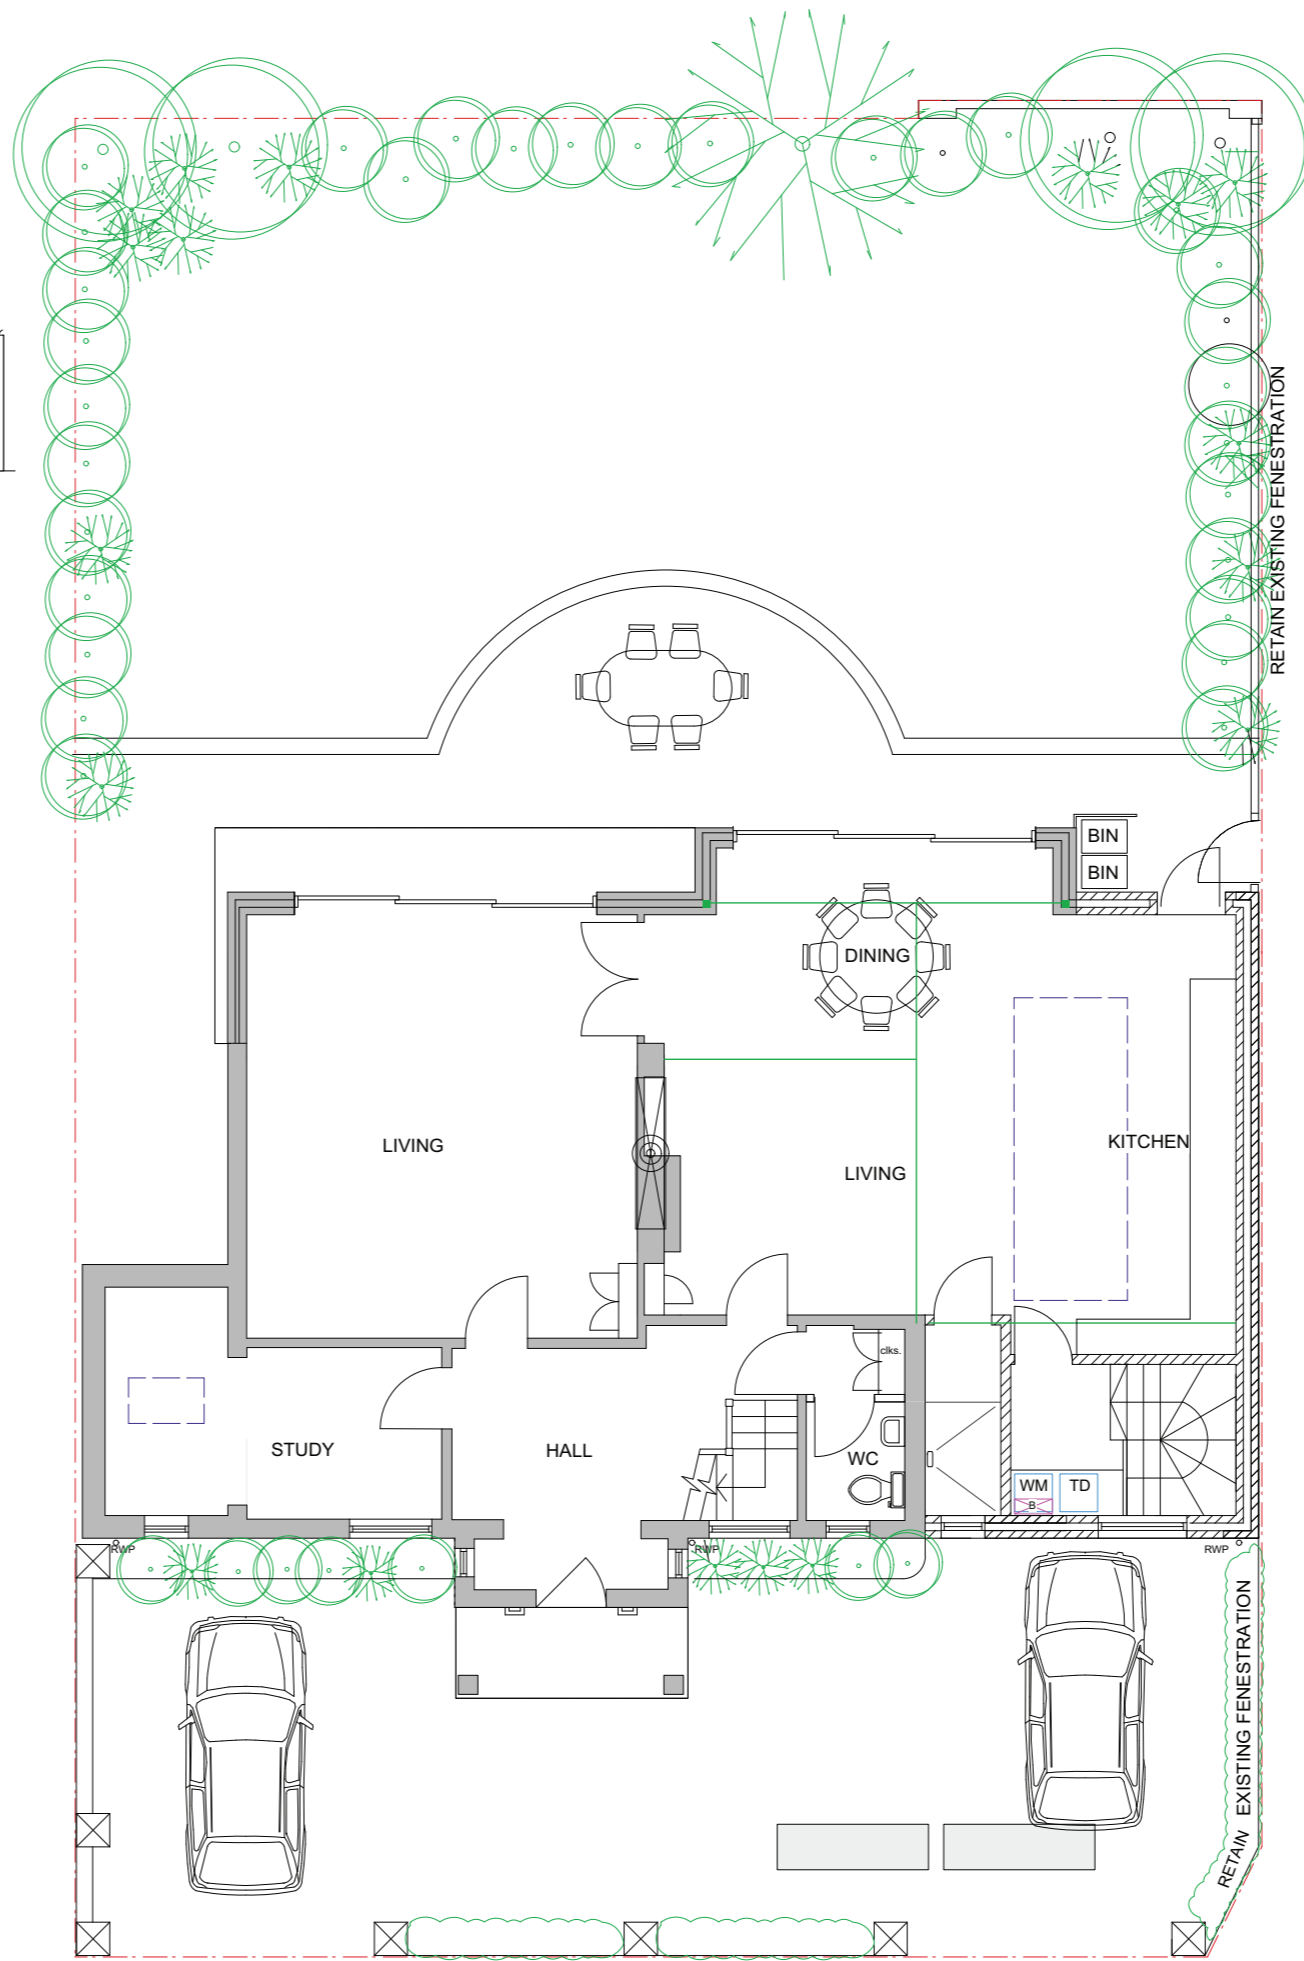 RETAIN EXISTING FENESTRATION
BIN
BIN
DINING
LIVING
KITCHEN
LIVING
clks.
STUDY
HALL
WC
WM
TD
B
RWP
RWP
RWP
RETAIN EXISTING FENESTRATION